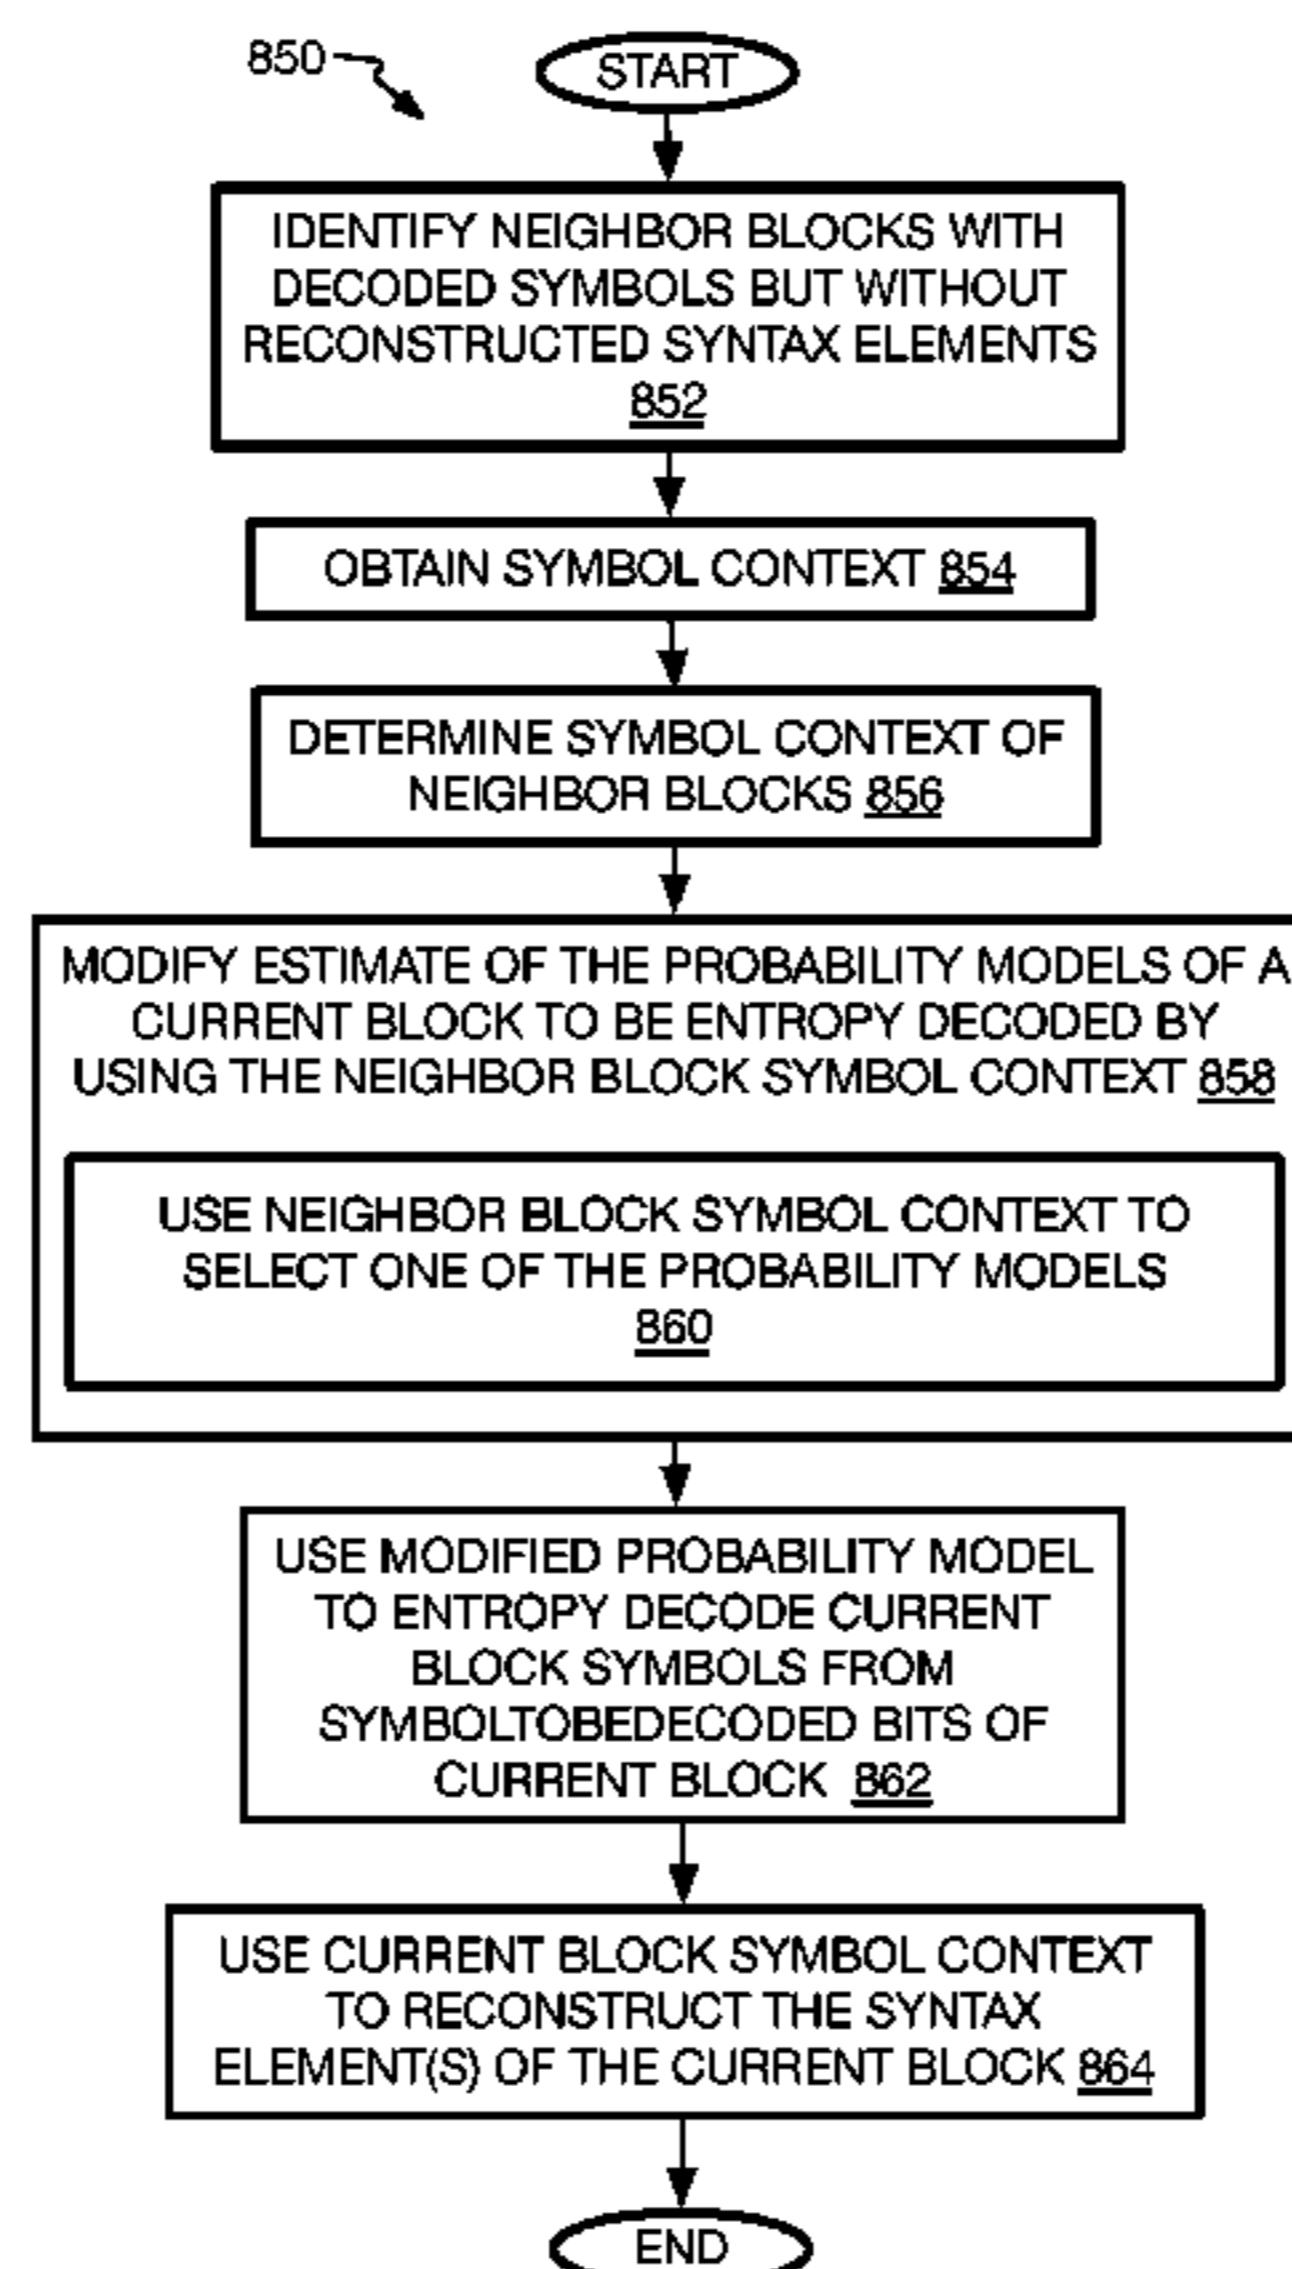 850
START
IDENTIFY NEIGHBOR BLOCKS WITH
DECODED SYMBOLS BUT WITHOUT
RECONSTRUCTED SYNTAX ELEMENTS
852
OBTAIN SYMBOL CONTEXT 854
DETERMINE SYMBOL CONTEXT OF
NEIGHBOR BLOCKS 856
MODIFY ESTIMATE OF THE PROBABILITY MODELS OF A
CURRENT BLOCK TO BE ENTROPY DECODED BY
USING THE NEIGHBOR BLOCK SYMBOL CONTEXT 858
USE NEIGHBOR BLOCK SYMBOL CONTEXT TO
SELECT ONE OF THE PROBABILITY MODELS
860
USE MODIFIED PROBABILITY MODEL
TO ENTROPY DECODE CURRENT
BLOCK SYMBOLS FROM
SYMBOLTOBEDECODED BITS OF
CURRENT BLOCK 862
USE CURRENT BLOCK SYMBOL CONTEXT
TO RECONSTRUCT THE SYNTAX
ELEMENT(S) OF THE CURRENT BLOCK 864
END